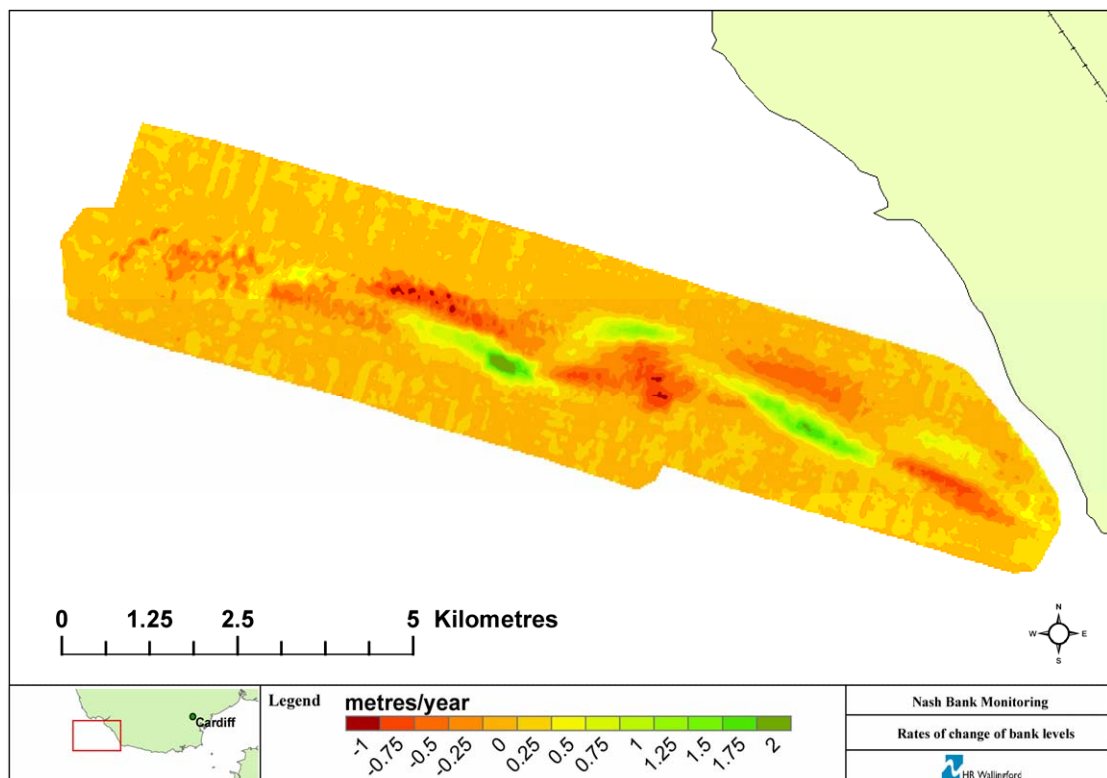 0 1.25 2.5 5 Kilometres
N
W E
S
Cardiff
Legend
metres/year
-1 -0.75 -0.5 -0.25 0 0.25 0.5 0.75 1 1.25 1.5 1.75 2
Nash Bank Monitoring
Rates of change of bank levels
HR Wallingford